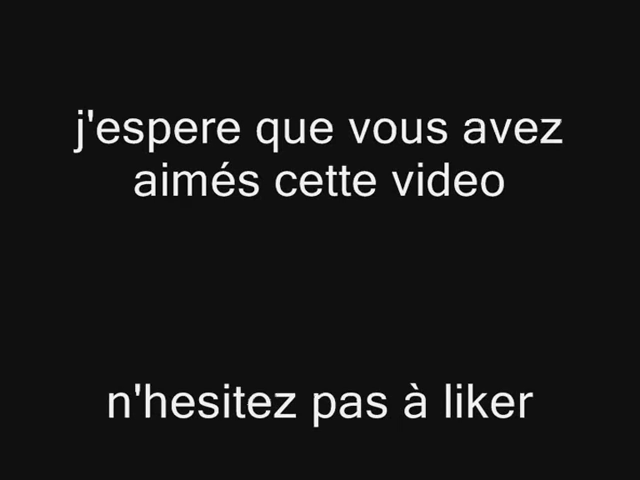 j'espere que vous avez
aimés cette video
n'hesitez pas à liker